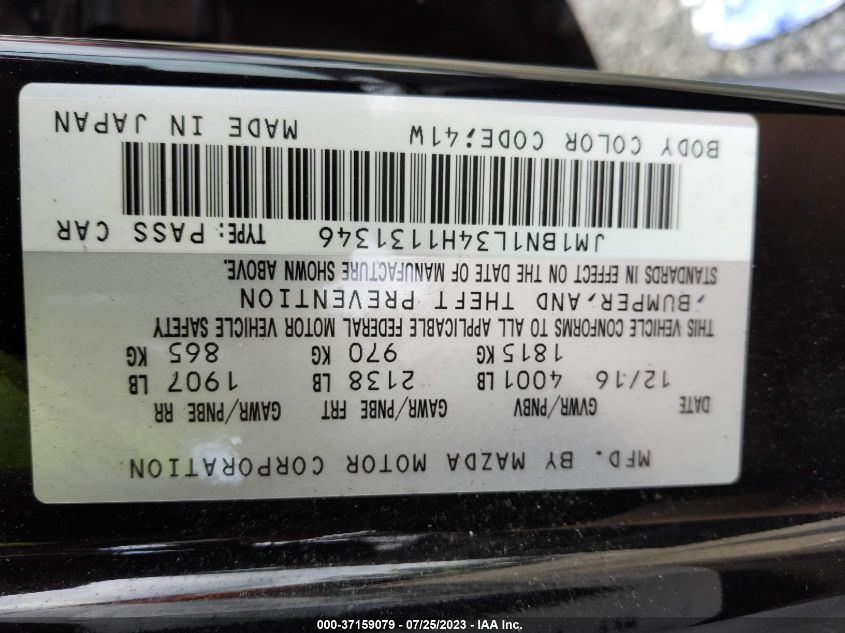 MFD. BY MAZDA MOTOR CORPORATION
DATE GVWR/PNBV GAWR/PNBE FRT GAWR/PNBE RR
12/16 4001 LB 2138 LB 1907 LB
1815 KG 970 KG 865 KG
THIS VEHICLE CONFORMS TO ALL APPLICABLE FEDERAL MOTOR VEHICLE SAFETY
,BUMPER,AND THEFT PREVENTION
STANDARDS IN EFFECT ON THE DATE OF MANUFACTURE SHOWN ABOVE.
JM1BN1L34H1131346 TYPE: PASS CAR
BODY COLOR CODE:41W MADE IN JAPAN
000-37159079 // 07/25/2023 - IAA Inc.